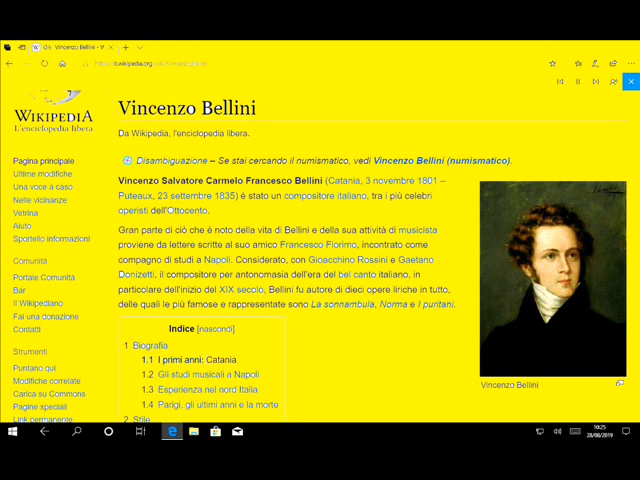 Vincenzo Bellini - W
it.wikipedia.org
WIKIPEDIA
L'enciclopedia libera
Vincenzo Bellini
Da Wikipedia, l'enciclopedia libera.
Disambiguazione – Se stai cercando il numismatico, vedi Vincenzo Bellini (numismatico).
Vincenzo Salvatore Carmelo Francesco Bellini (Catania, 3 novembre 1801 –
Puteaux, 23 settembre 1835) è stato un compositore italiano, tra i più celebri
operisti dell'Ottocento.
Gran parte di ciò che è noto della vita di Bellini e della sua attività di musicista
proviene da lettere scritte al suo amico Francesco Florimo, incontrato come
compagno di studi a Napoli. Considerato, con Gioacchino Rossini e Gaetano
Donizetti, il compositore per antonomasia dell'era del bel canto italiano, in
particolare dell'inizio del XIX secolo, Bellini fu autore di dieci opere liriche in tutto,
delle quali le più famose e rappresentate sono La sonnambula, Norma e I puritani.
Indice [nascondi]
1 Biografia
1.1 I primi anni: Catania
1.2 Gli studi musicali a Napoli
1.3 Esperienza nel nord Italia
1.4 Parigi, gli ultimi anni e la morte
2 Stile
Vincenzo Bellini
Pagina principale
Ultime modifiche
Una voce a caso
Nelle vicinanze
Vetrina
Aiuto
Sportello informazioni
Comunità
Portale Comunità
Bar
Il Wikipediano
Fai una donazione
Contatti
Strumenti
Puntano qui
Modifiche correlate
Carica su Commons
Pagine speciali
Link permanente
10:25
28/08/2019